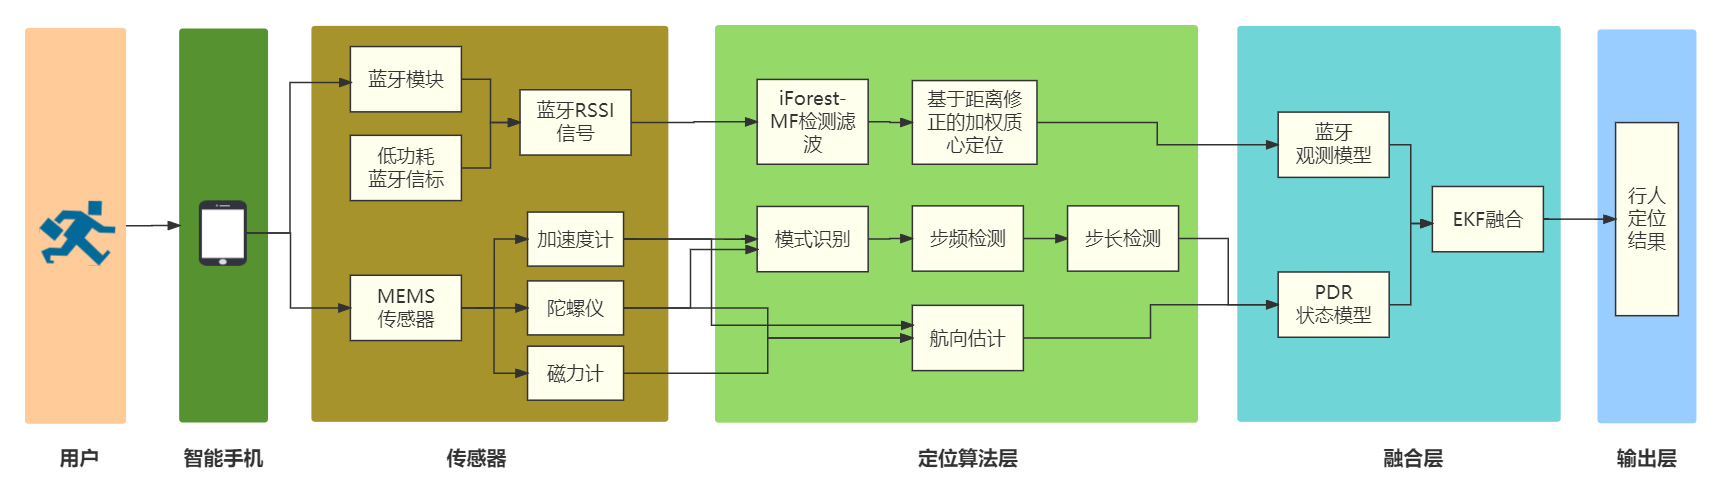 蓝牙模块
低功耗
蓝牙信标
蓝牙RSSI
信号
MEMS
传感器
加速度计
陀螺仪
磁力计
iForest-
MF检测滤
波
基于距离修
正的加权质
心定位
模式识别
步频检测
步长检测
航向估计
蓝牙
观测模型
PDR
状态模型
EKF融合
行人
定位
结果
用户
智能手机
传感器
定位算法层
融合层
输出层